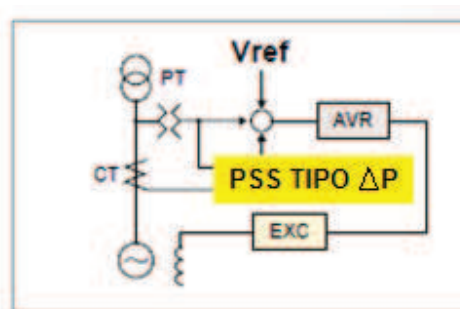 Vref
PT
AVR
CT
PSS TIPO ΔP
EXC